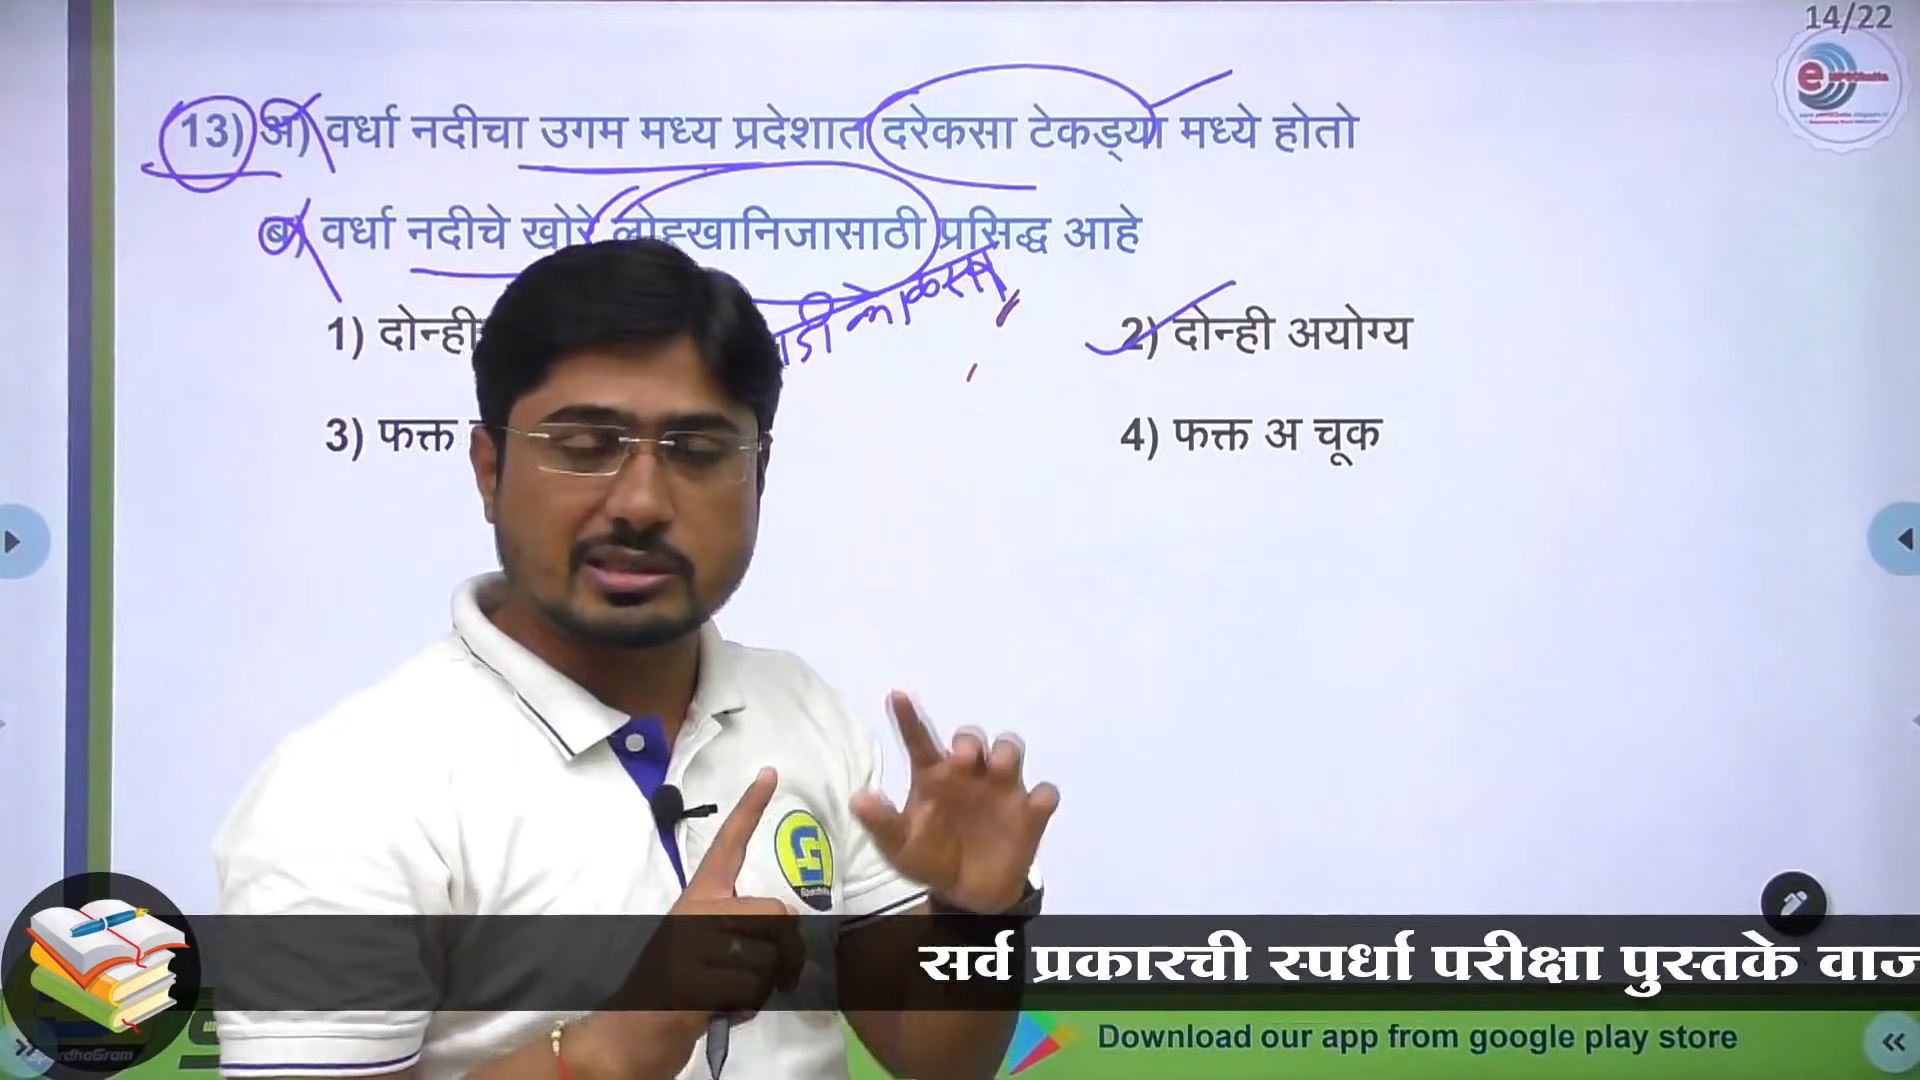 14/22
13) अ) वर्धा नदीचा उगम मध्य प्रदेशात दरेकसा टेकड्या मध्ये होतो
ब) वर्धा नदीचे खोरे लोहखानिजासाठी प्रसिद्ध आहे
1) दोन्ही
2) दोन्ही अयोग्य
3) फक्त
4) फक्त अ चूक
सर्व प्रकारची स्पर्धा परीक्षा पुस्तके
Download our app from google play store